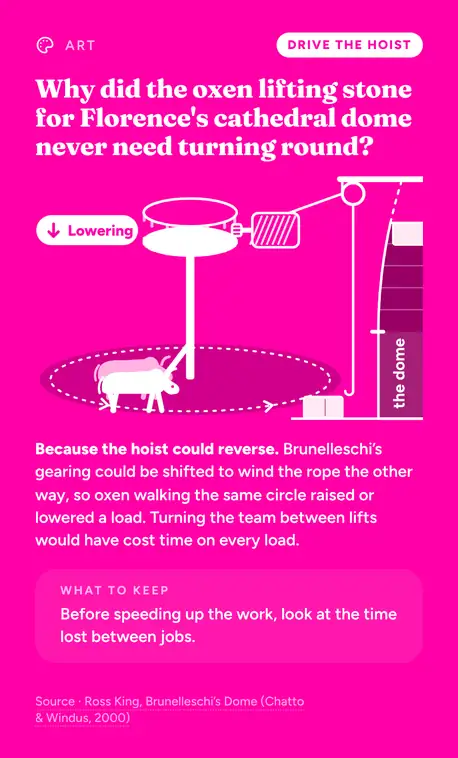 ART
DRIVE THE HOIST
Why did the oxen lifting stone
for Florence's cathedral dome
never need turning round?
↓ Lowering
the dome
Because the hoist could reverse. Brunelleschi’s
gearing could be shifted to wind the rope the other
way, so oxen walking the same circle raised or
lowered a load. Turning the team between lifts
would have cost time on every load.
WHAT TO KEEP
Before speeding up the work, look at the time
lost between jobs.
Source · Ross King, Brunelleschi’s Dome (Chatto
& Windus, 2000)